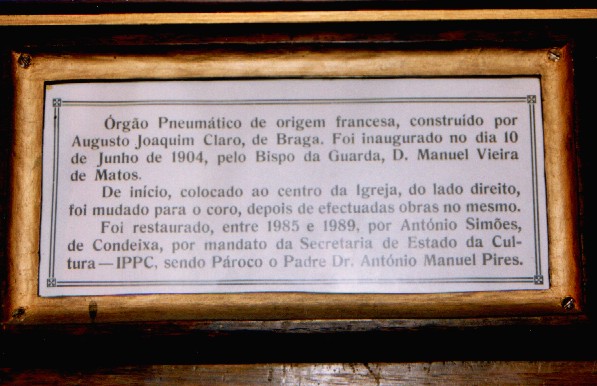 Órgão Pneumático de origem francesa, construído por
Augusto Joaquim Claro, de Braga. Foi inaugurado no dia 10
de Junho de 1904, pelo Bispo da Guarda, D. Manuel Vieira
de Matos.
De início, colocado ao centro da Igreja, do lado direito,
foi mudado para o coro, depois de efectuadas obras no mesmo.
Foi restaurado, entre 1985 e 1989, por António Simões,
de Condeixa, por mandato da Secretaria de Estado da Cul-
tura — IPPC, sendo Pároco o Padre Dr. António Manuel Pires.